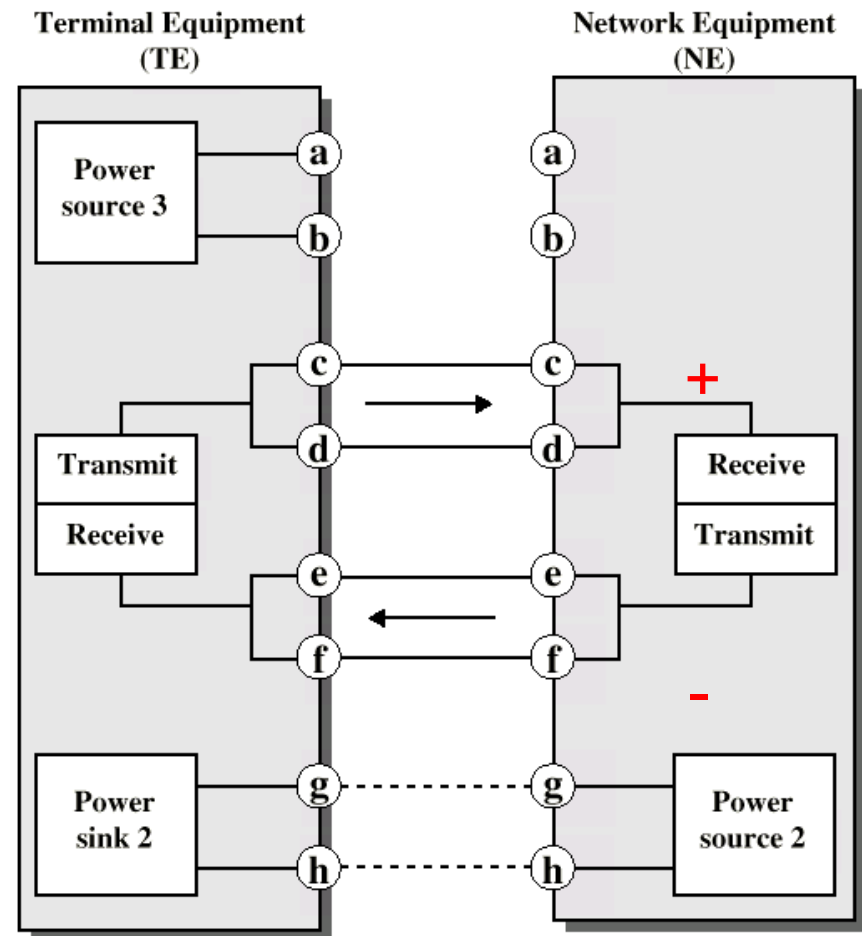 Terminal Equipment
(TE)
Network Equipment
(NE)
Power
source 3
a
b
a
b
c
d
c
d
+
Transmit
Receive
Receive
Transmit
e
f
e
f
-
Power
sink 2
g
h
g
h
Power
source 2